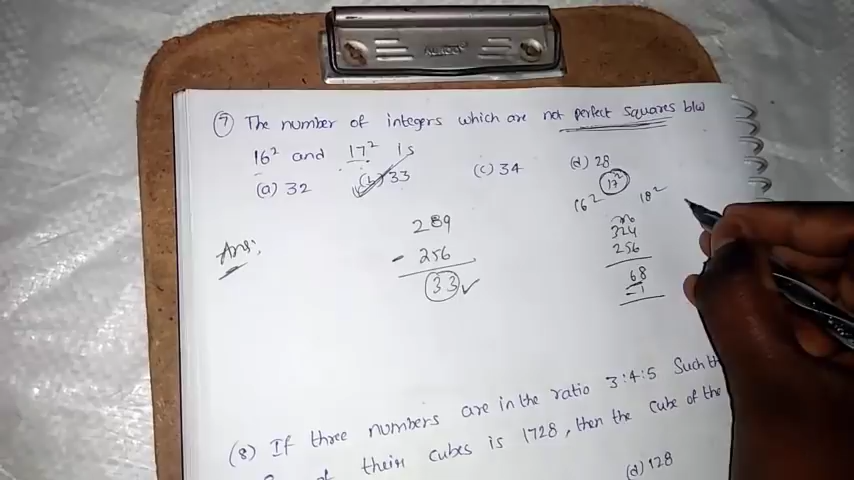 (7) The number of integers which are not perfect squares b/w
16² and 17² is
(a) 32 (b) 33 (c) 34 (d) 28
Ans:
289
- 256
33
16² 17² 18²
324
256
68
- 1
(8) If three numbers are in the ratio 3:4:5 Such th
of their cubes is 1728, then the cube of the
(d) 128